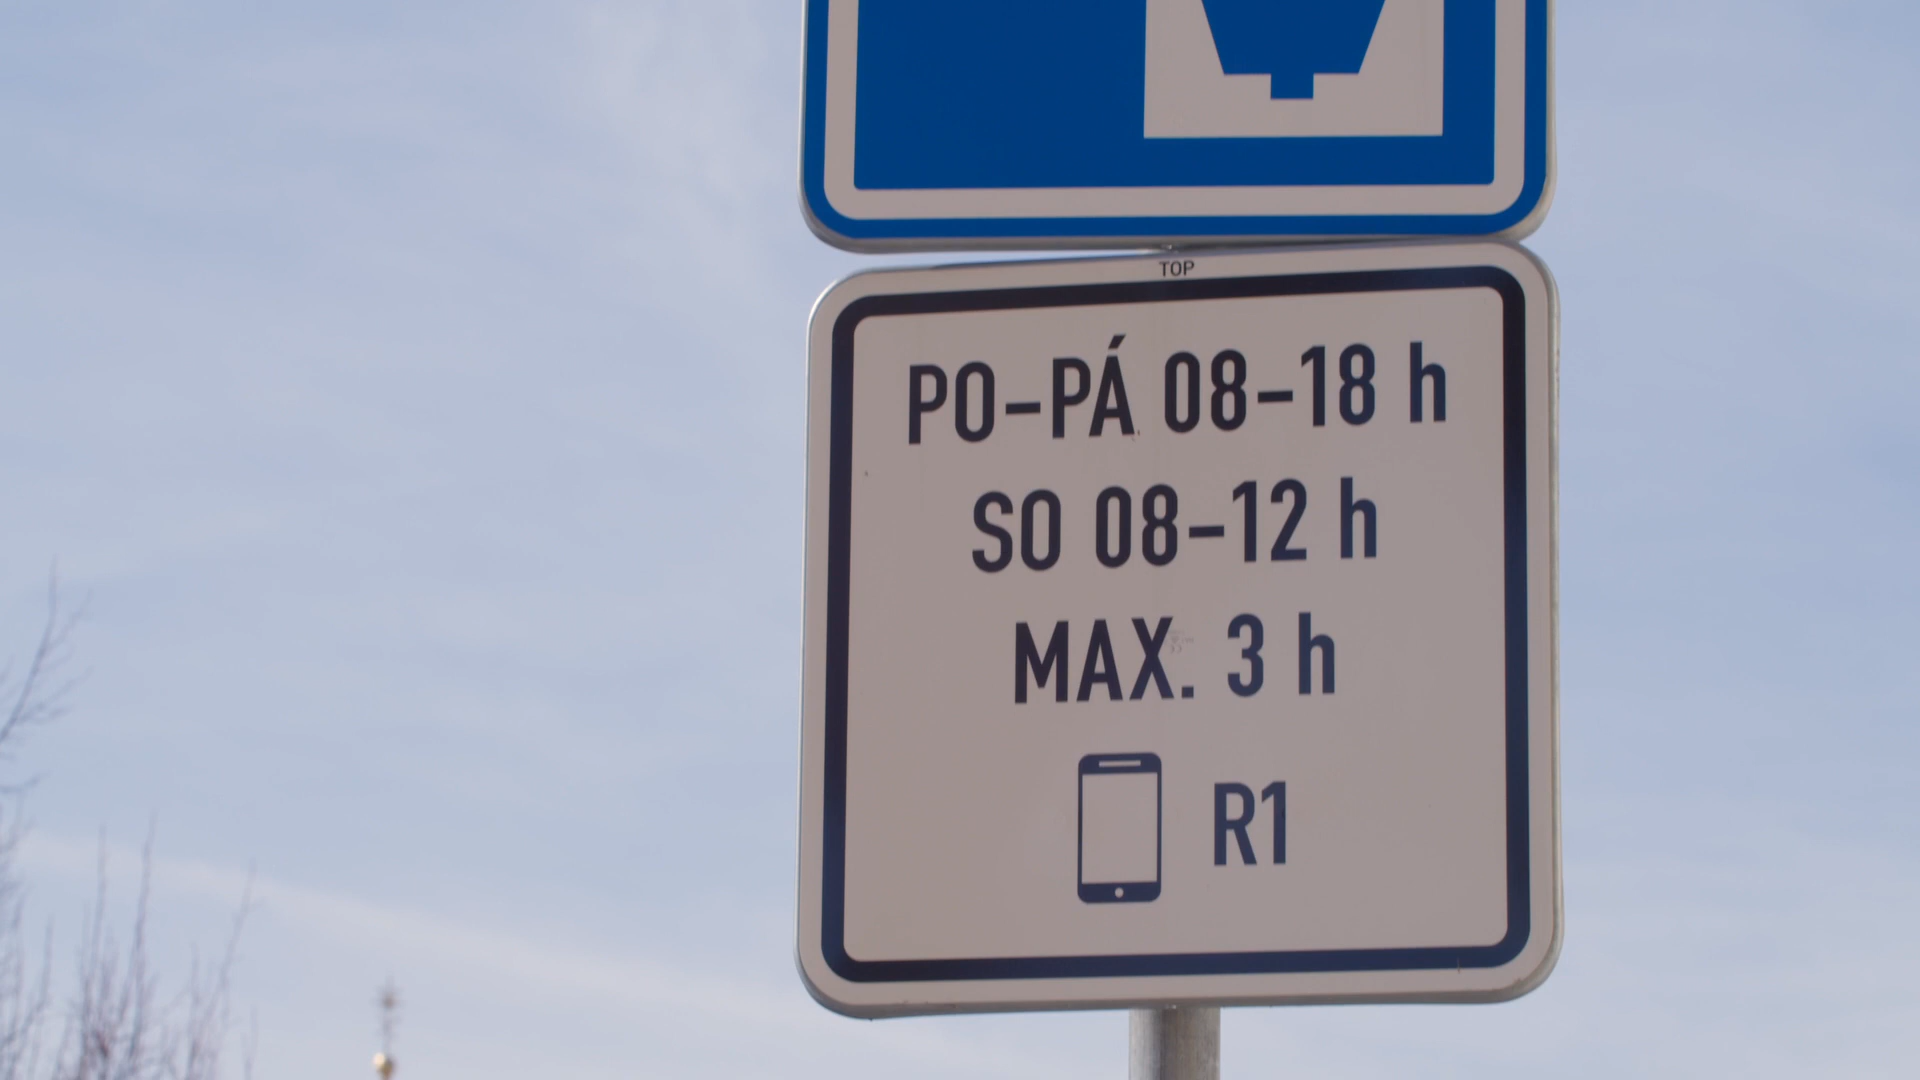 TOP
PO–PÁ 08–18 h
SO 08–12 h
MAX. 3 h
R1